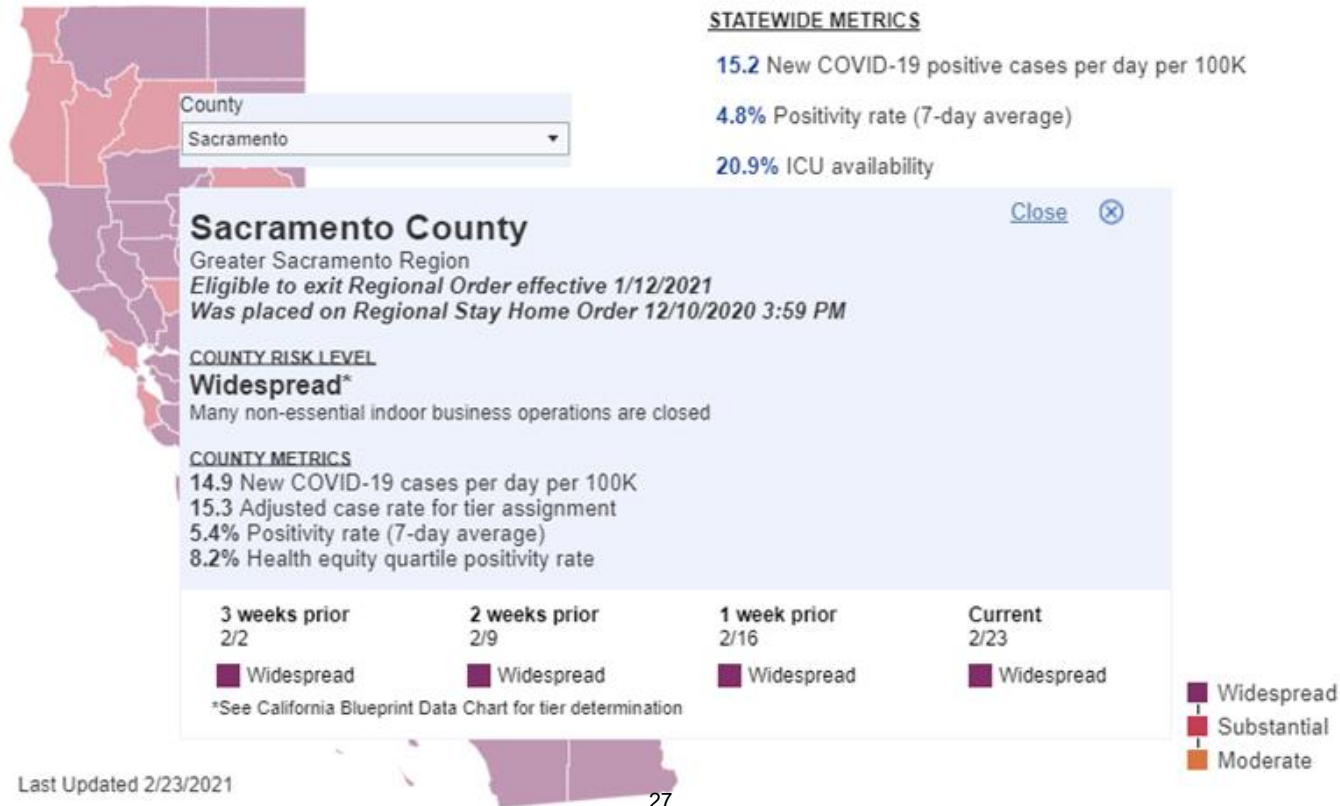 STATEWIDE METRICS
15.2 New COVID-19 positive cases per day per 100K
4.8% Positivity rate (7-day average)
20.9% ICU availability
County
Sacramento
Close
Sacramento County
Greater Sacramento Region
Eligible to exit Regional Order effective 1/12/2021
Was placed on Regional Stay Home Order 12/10/2020 3:59 PM
COUNTY RISK LEVEL
Widespread*
Many non-essential indoor business operations are closed
COUNTY METRICS
14.9 New COVID-19 cases per day per 100K
15.3 Adjusted case rate for tier assignment
5.4% Positivity rate (7-day average)
8.2% Health equity quartile positivity rate
3 weeks prior 2 weeks prior 1 week prior Current
2/2 2/9 2/16 2/23
Widespread Widespread Widespread Widespread
*See California Blueprint Data Chart for tier determination
Widespread
Substantial
Moderate
Last Updated 2/23/2021
27